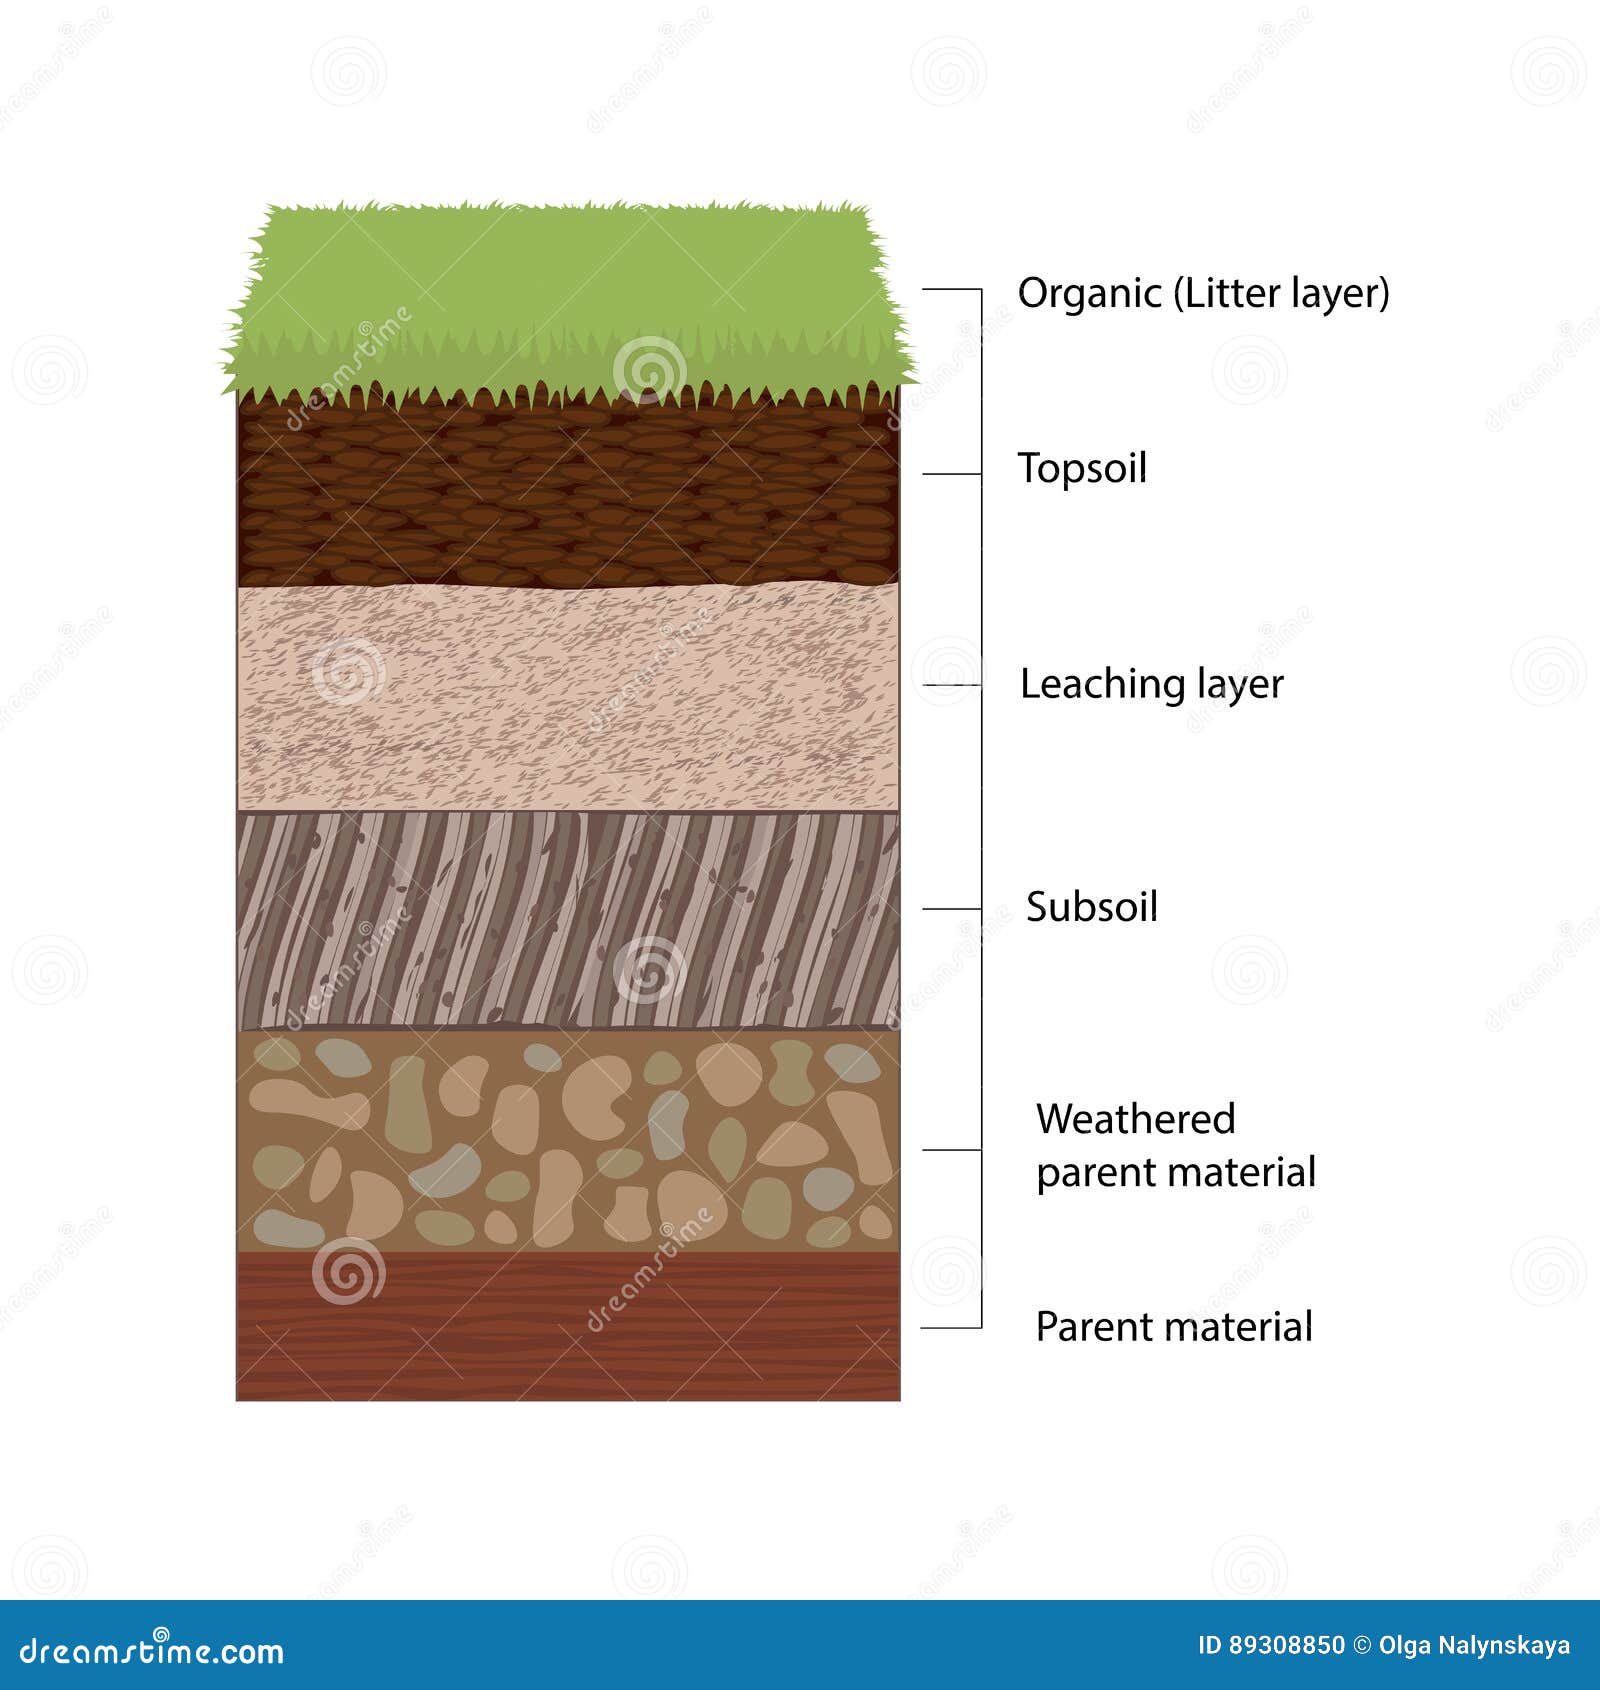 Organic (Litter layer)
Topsoil
Leaching layer
Subsoil
Weathered
parent material
Parent material
dreamstime.com
ID 89308850 © Olga Nalynskaya